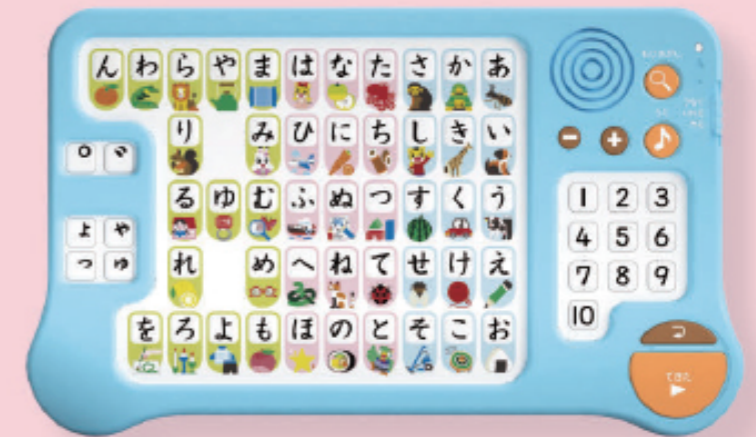 んわらやまはなたさかあ
りみひにちしきい
るゆむふぬつすくう
れめへねてせけえ
をろよもほのとそこお
゜゛
ょゃ
っゅ
- +
1 2 3
4 5 6
7 8 9
10